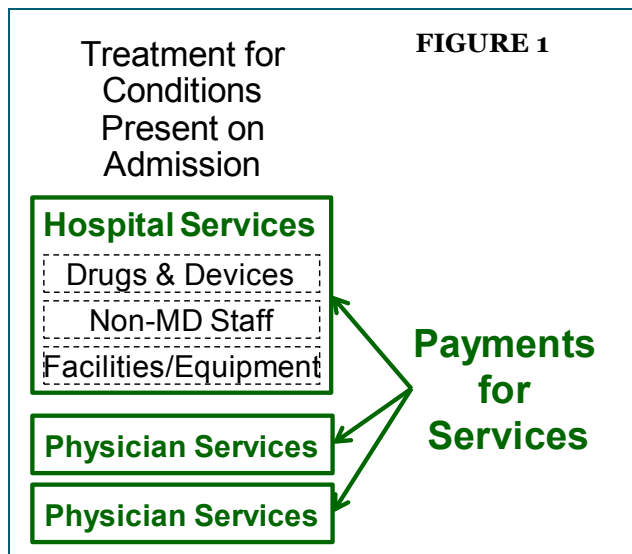 FIGURE 1
Treatment for
Conditions
Present on
Admission
Hospital Services
Drugs & Devices
Non-MD Staff
Facilities/Equipment
Physician Services
Physician Services
Payments
for
Services